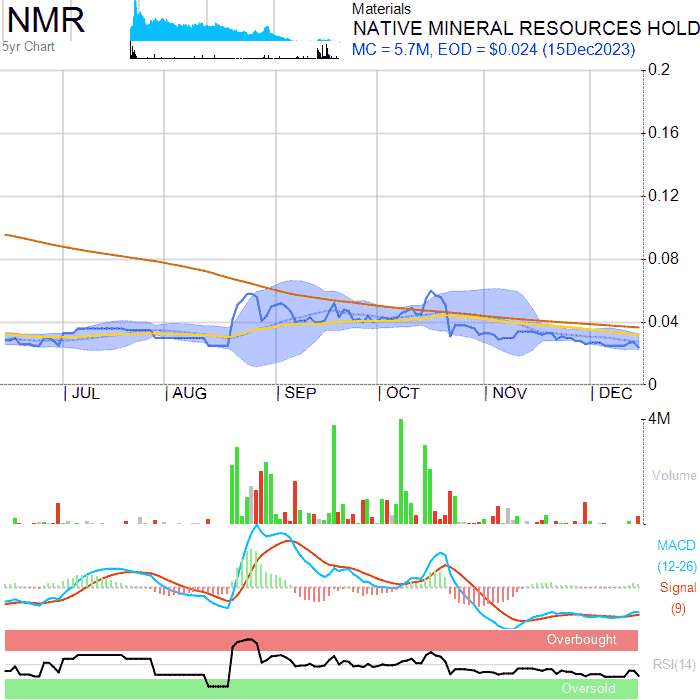 NMR
5yr Chart
Materials
NATIVE MINERAL RESOURCES HOLD
MC = 5.7M, EOD = $0.024 (15Dec2023)
0.2
0.16
0.12
0.08
0.04
0
JUL AUG SEP OCT NOV DEC
4M
Volume
MACD
(12-26)
Signal
(9)
Overbought
RSI(14)
Oversold